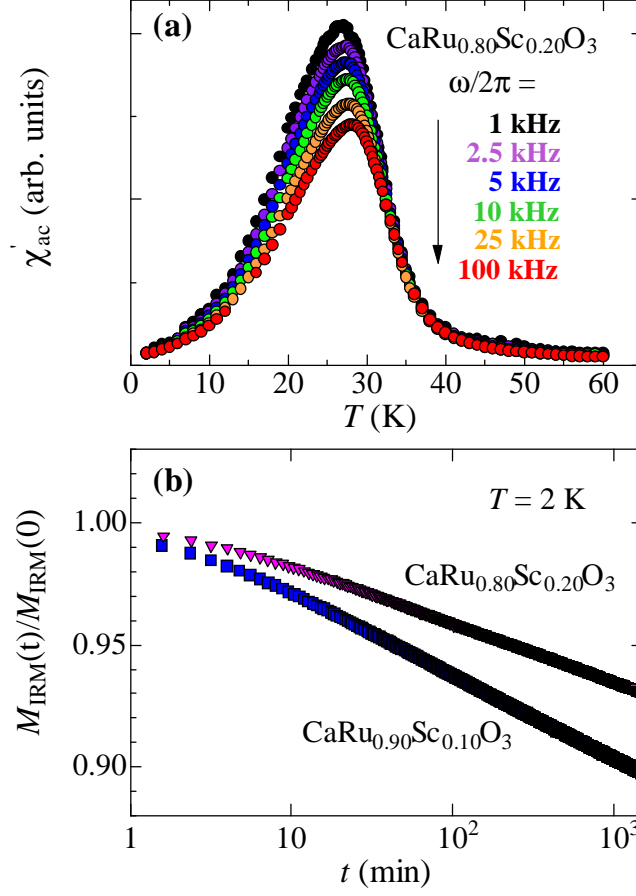 (a)
CaRu0.80Sc0.20O3
ω/2π =
1 kHz
2.5 kHz
5 kHz
10 kHz
25 kHz
100 kHz
χ'ac (arb. units)
0 10 20 30 40 50 60
T (K)
(b)
T = 2 K
1.00
0.95
0.90
CaRu0.80Sc0.20O3
CaRu0.90Sc0.10O3
MIRM(t)/MIRM(0)
1 10 10² 10³
t (min)